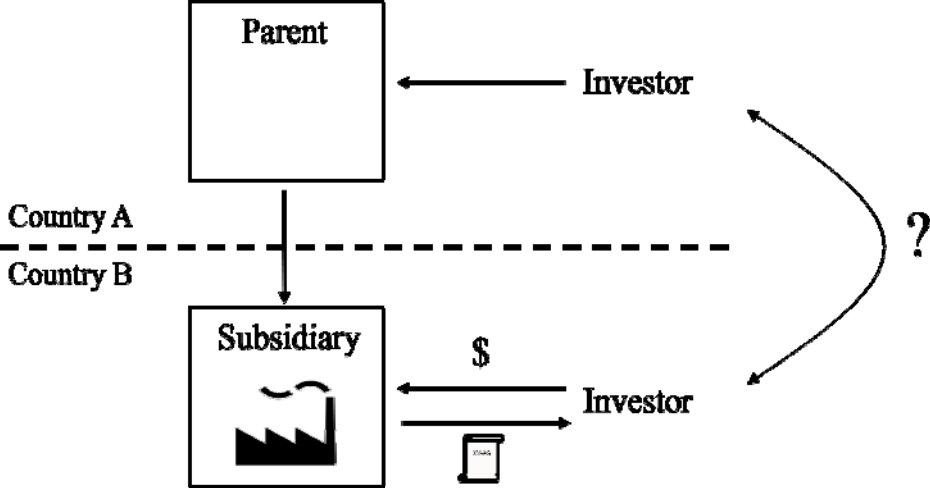 Parent
Investor
Country A
?
Country B
Subsidiary
$
Investor